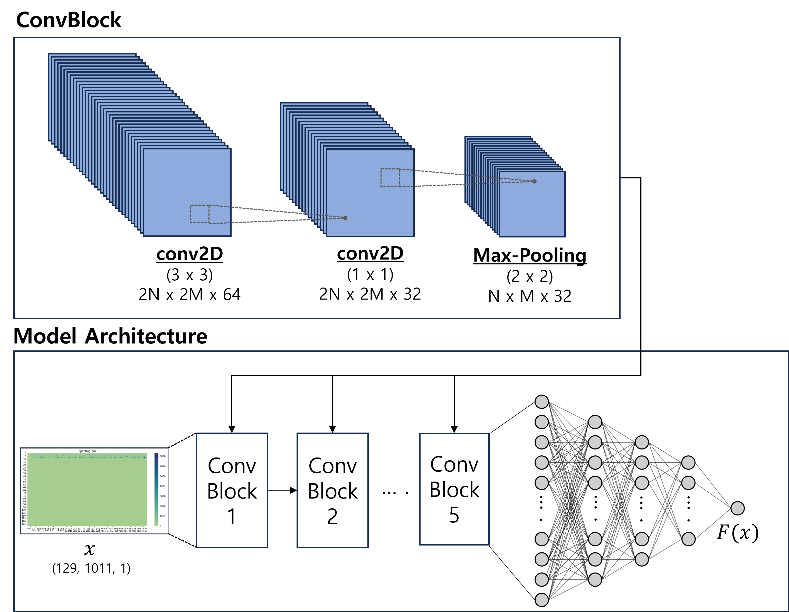 ConvBlock
conv2D
(3 x 3)
2N x 2M x 64
conv2D
(1 x 1)
2N x 2M x 32
Max-Pooling
(2 x 2)
N x M x 32
Model Architecture
Conv
Block
1
Conv
Block
2
... .
Conv
Block
5
F(x)
x
(129, 1011, 1)